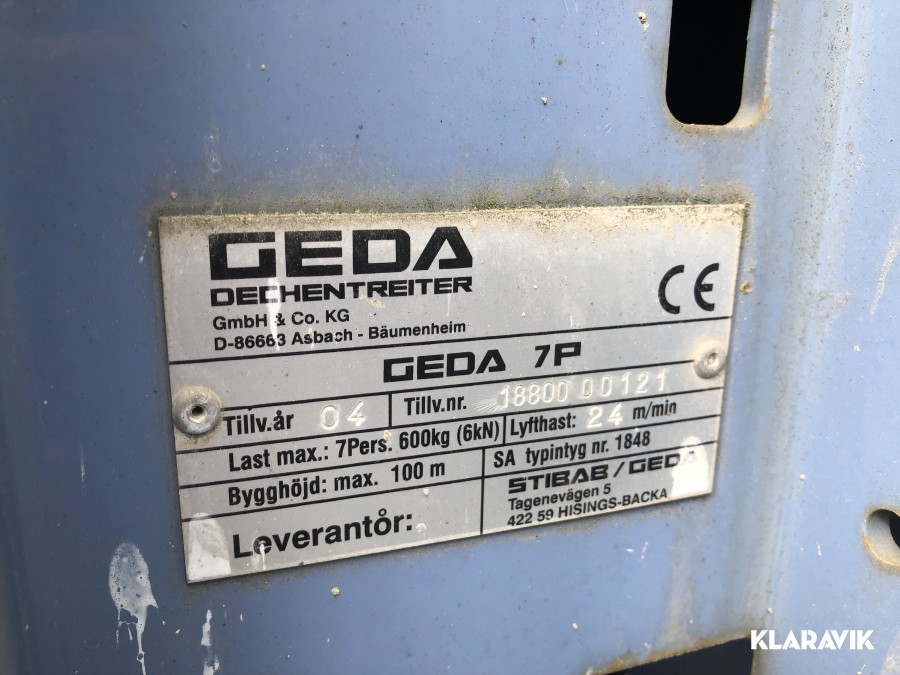 GEDA
DECHENTREITER
GmbH & Co. KG
D-86663 Asbach - Bäumenheim
CE
GEDA 7P
Tillv.år 04 Tillv.nr. 18800 00121
Last max.: 7Pers. 600kg (6kN) Lyfthast: 24 m/min
Bygghöjd: max. 100 m SA typintyg nr. 1848
STIBAB/GEDA
Tagenevägen 5
422 59 HISINGS-BACKA
Leverantör:
KLARAVIK